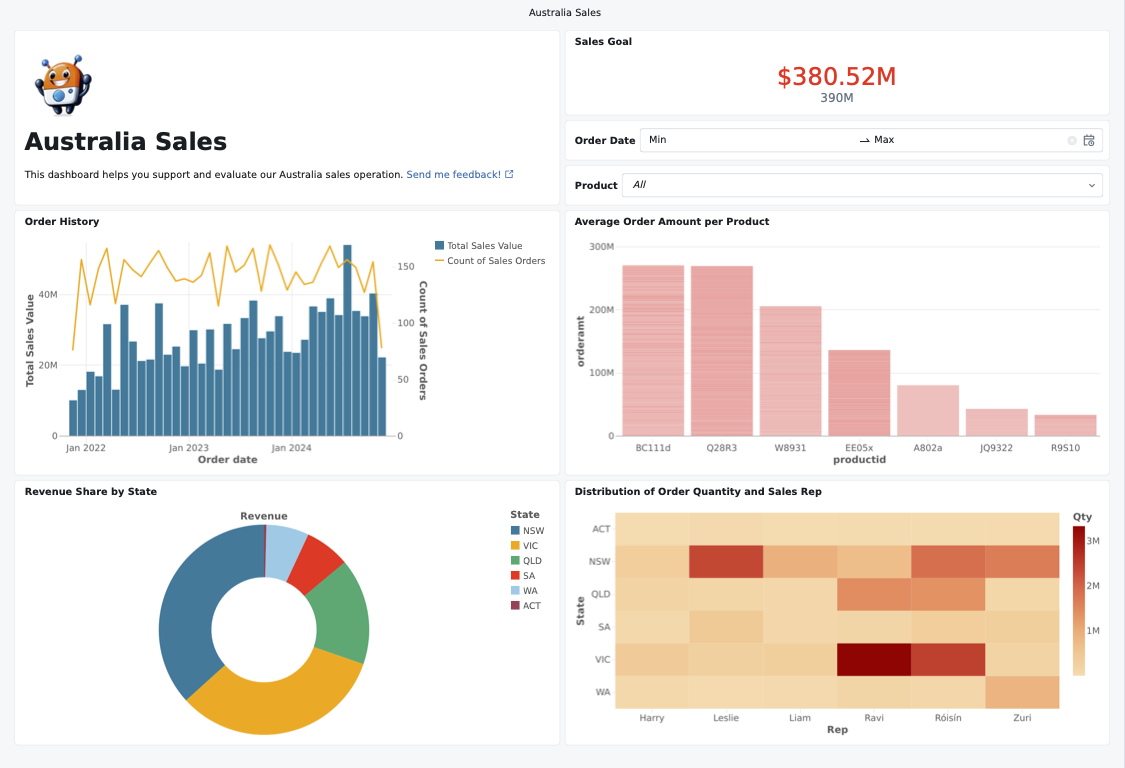 Australia Sales
Australia Sales
This dashboard helps you support and evaluate our Australia sales operation. Send me feedback!
Sales Goal
$380.52M
390M
Order Date Min Max
Product All
Order History
Total Sales Value
Count of Sales Orders
Total Sales Value
40M
20M
0
150
100
50
0
Count of Sales Orders
Jan 2022 Jan 2023 Jan 2024
Order date
Average Order Amount per Product
orderamt
300M
200M
100M
0
BC111d Q28R3 W8931 EE05x A802a JQ9322 R9S10
productid
Revenue Share by State
Revenue
State
NSW
VIC
QLD
SA
WA
ACT
Distribution of Order Quantity and Sales Rep
State
ACT
NSW
QLD
SA
VIC
WA
Harry Leslie Liam Ravi Róisín Zuri
Rep
Qty
3M
2M
1M